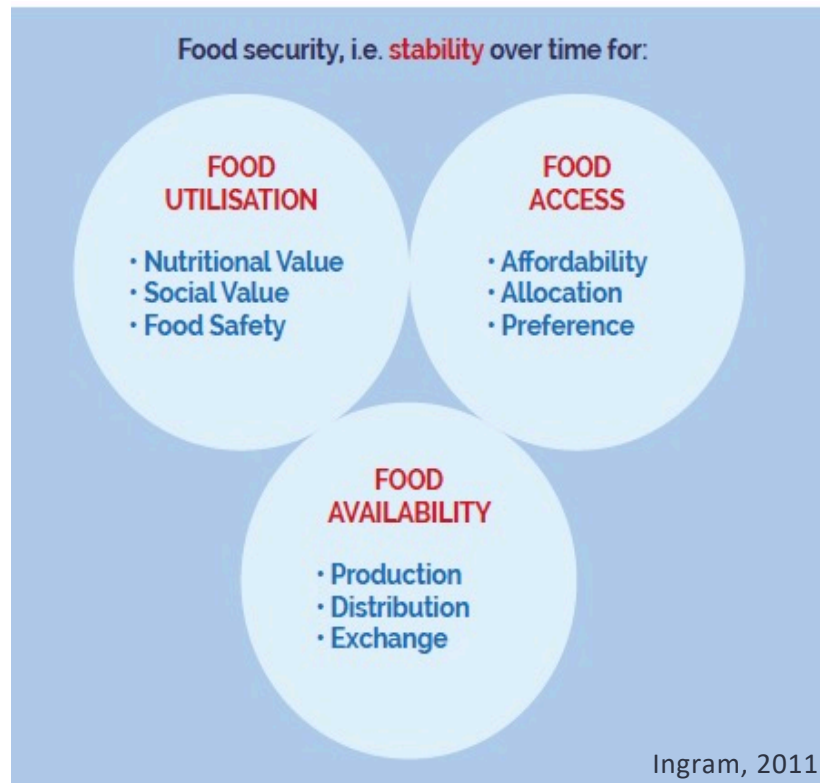 Food security, i.e. stability over time for:
FOOD
UTILISATION
• Nutritional Value
• Social Value
• Food Safety
FOOD
ACCESS
• Affordability
• Allocation
• Preference
FOOD
AVAILABILITY
• Production
• Distribution
• Exchange
Ingram, 2011